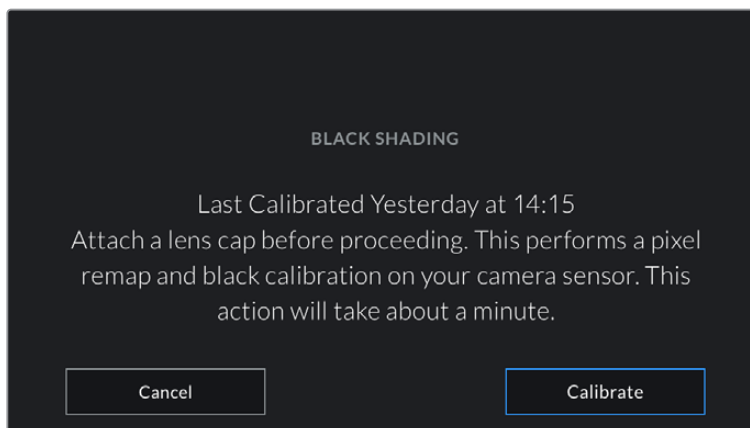 BLACK SHADING
Last Calibrated Yesterday at 14:15
Attach a lens cap before proceeding. This performs a pixel
remap and black calibration on your camera sensor. This
action will take about a minute.
Cancel
Calibrate